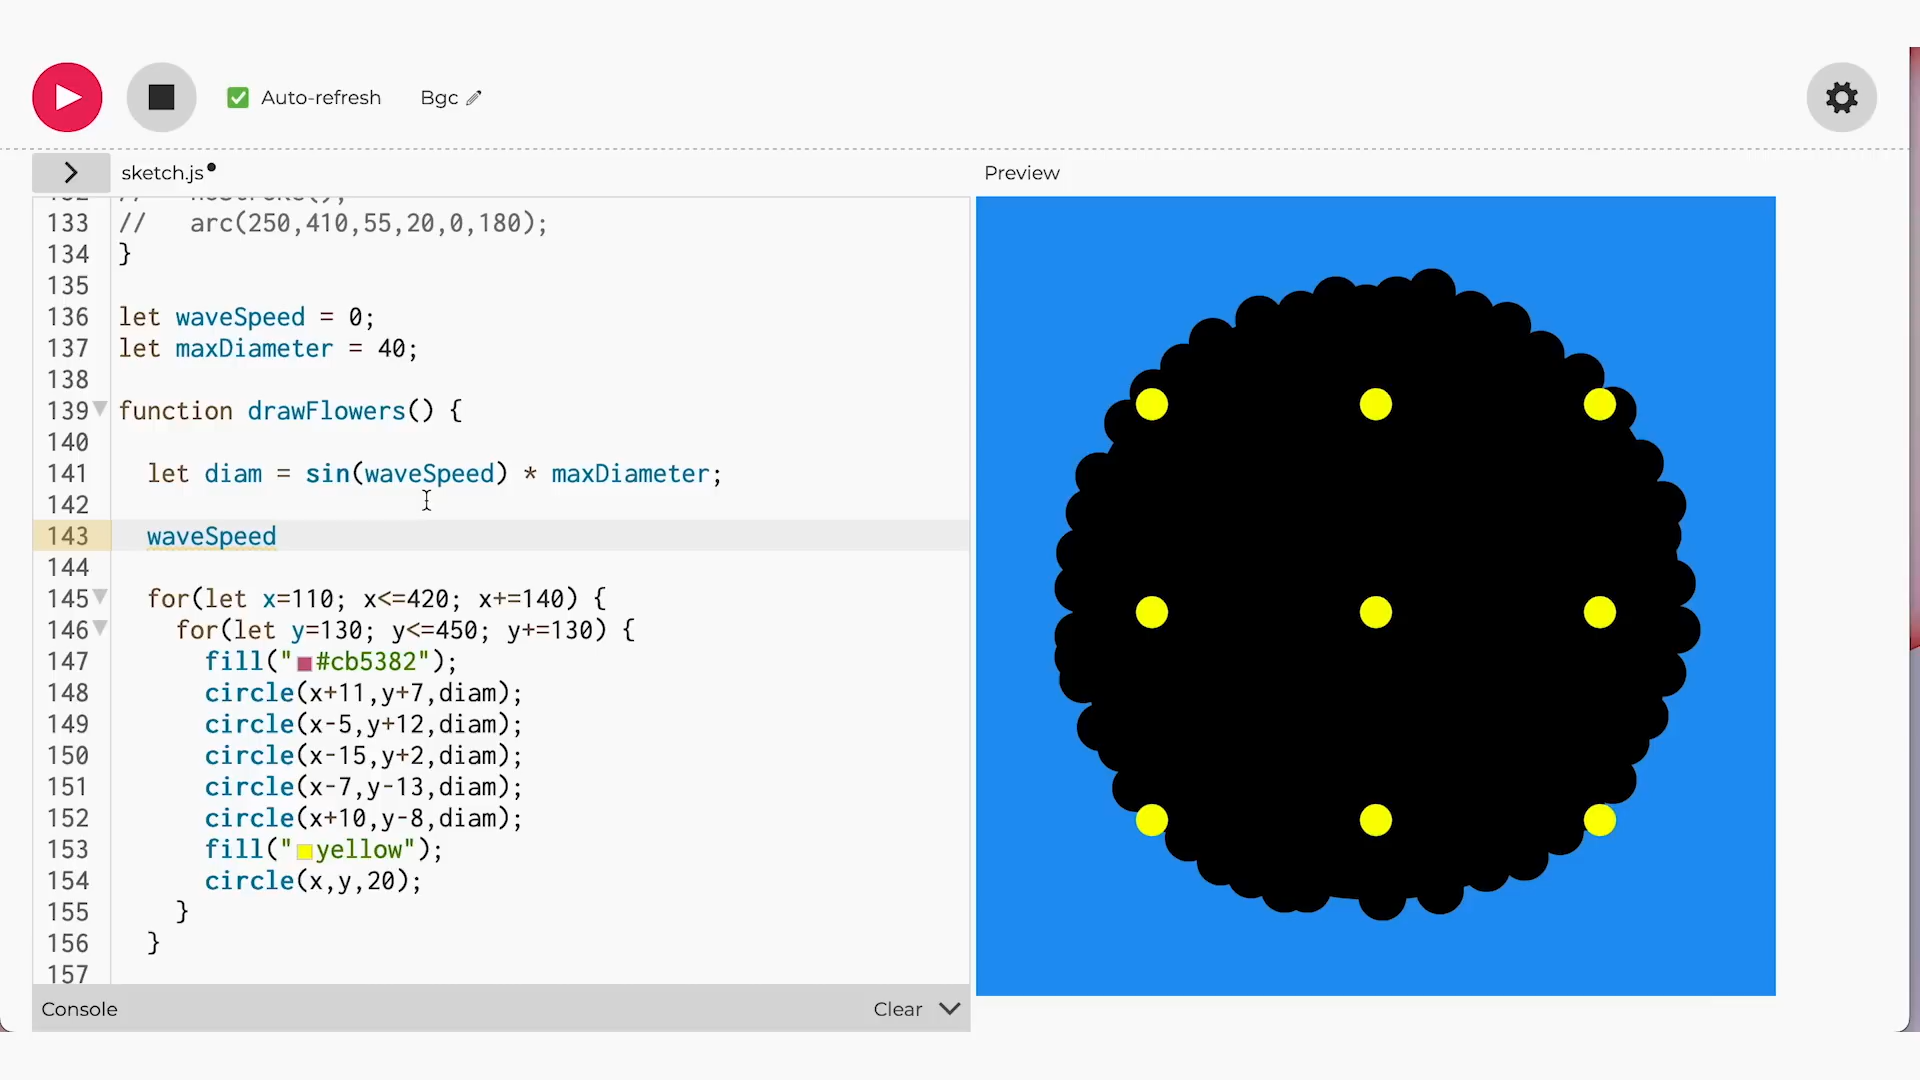 Auto-refresh
Bgc
sketch.js
Preview
133 //   arc(250,410,55,20,0,180);
134 }
135
136 let waveSpeed = 0;
137 let maxDiameter = 40;
138
139 function drawFlowers() {
140
141   let diam = sin(waveSpeed) * maxDiameter;
142
143   waveSpeed
144
145   for(let x=110; x<=420; x+=140) {
146     for(let y=130; y<=450; y+=130) {
147       fill("#cb5382");
148       circle(x+11,y+7,diam);
149       circle(x-5,y+12,diam);
150       circle(x-15,y+2,diam);
151       circle(x-7,y-13,diam);
152       circle(x+10,y-8,diam);
153       fill("yellow");
154       circle(x,y,20);
155     }
156   }
157
Console
Clear